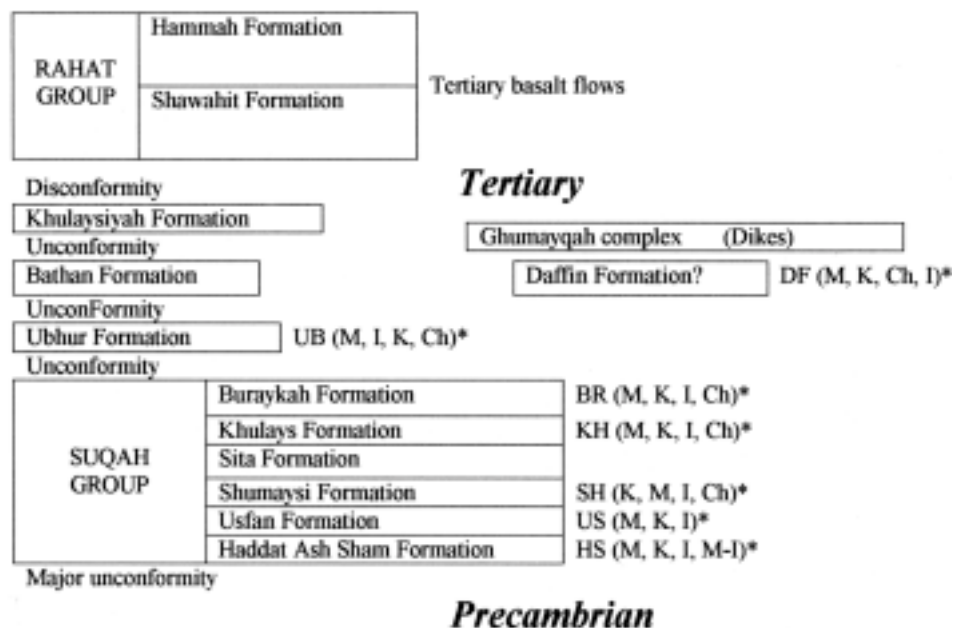 RAHAT
GROUP
Hammah Formation
Shawahit Formation
Tertiary basalt flows
Disconformity
Tertiary
Khulaysiyah Formation
Ghumayqah complex (Dikes)
Unconformity
Bathan Formation
Daffin Formation?
DF (M, K, Ch, I)*
UnconFormity
Ubhur Formation
UB (M, I, K, Ch)*
Unconformity
SUQAH
GROUP
Buraykah Formation
BR (M, K, I, Ch)*
Khulays Formation
KH (M, K, I, Ch)*
Sita Formation
Shumaysi Formation
SH (K, M, I, Ch)*
Usfan Formation
US (M, K, I)*
Haddat Ash Sham Formation
HS (M, K, I, M-I)*
Major unconformity
Precambrian